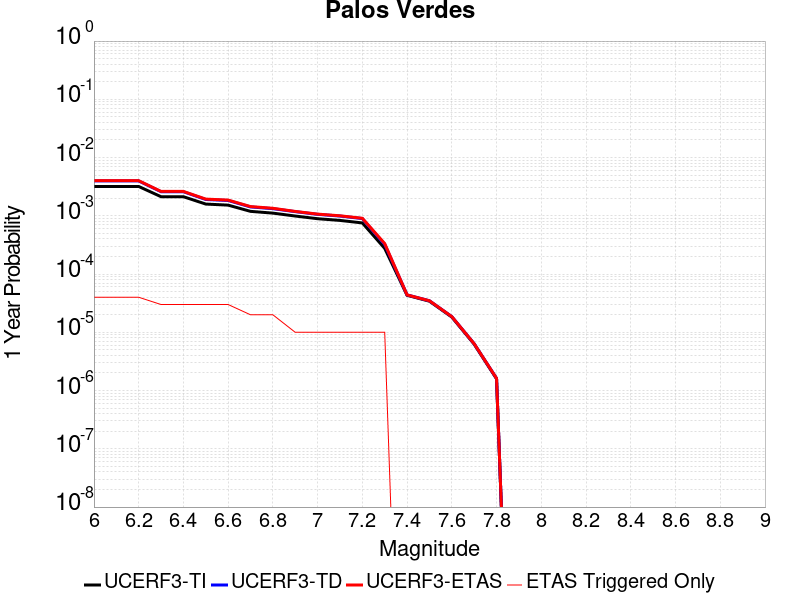 Palos Verdes
10^0
10^-1
10^-2
10^-3
10^-4
10^-5
10^-6
10^-7
10^-8
1 Year Probability
6 6.2 6.4 6.6 6.8 7 7.2 7.4 7.6 7.8 8 8.2 8.4 8.6 8.8 9
Magnitude
UCERF3-TI UCERF3-TD UCERF3-ETAS ETAS Triggered Only